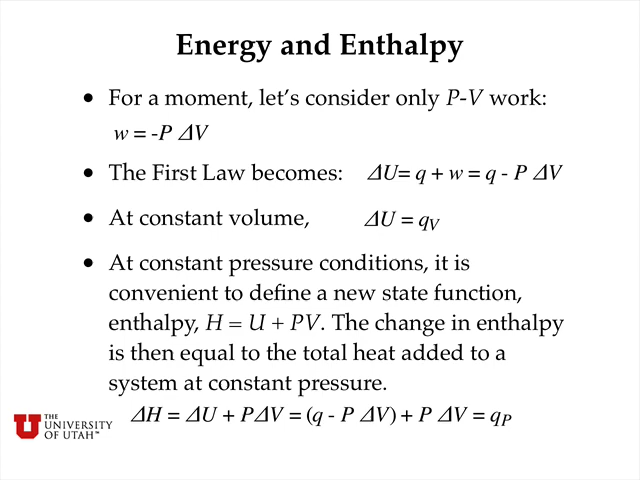 Energy and Enthalpy
• For a moment, let's consider only P-V work:
w = -P ΔV
• The First Law becomes: ΔU= q + w = q - P ΔV
• At constant volume, ΔU = qV
• At constant pressure conditions, it is
convenient to define a new state function,
enthalpy, H = U + PV. The change in enthalpy
is then equal to the total heat added to a
system at constant pressure.
ΔH = ΔU + PΔV = (q - P ΔV) + P ΔV = qP
THE
UNIVERSITY
OF UTAH™